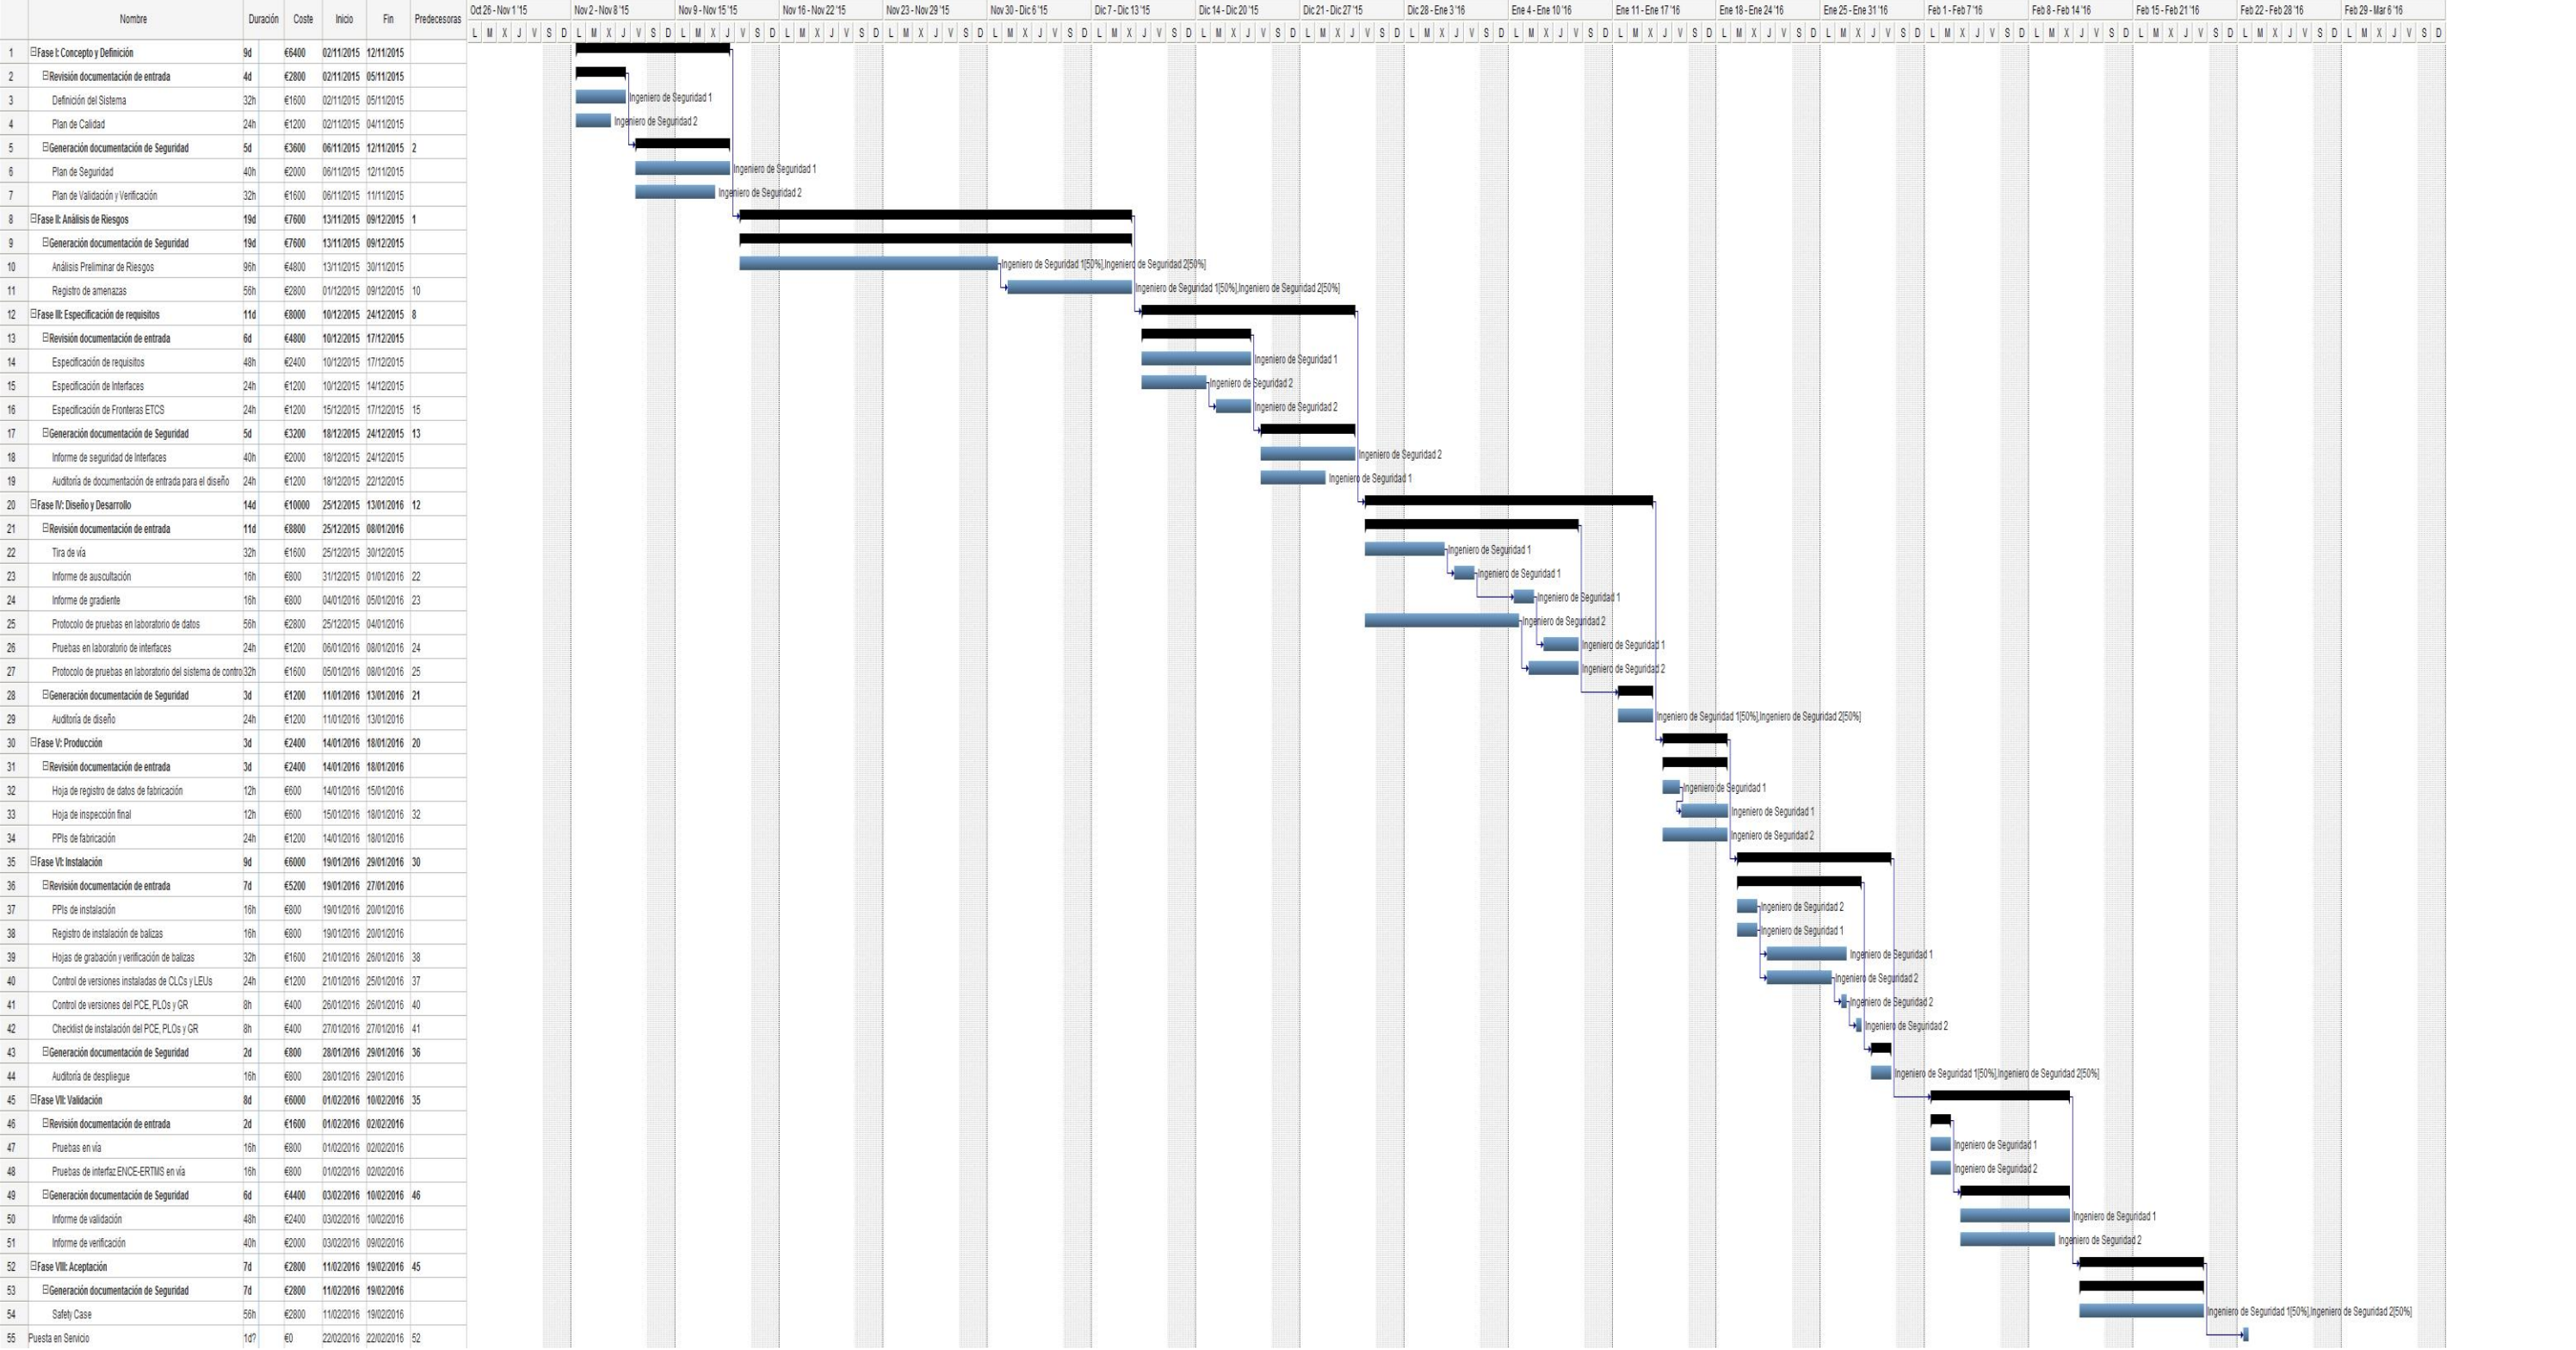 Nombre Duración Coste Inicio Fin Predecesoras
Oct 26 - Nov 1 '15 Nov 2 - Nov 8 '15 Nov 9 - Nov 15 '15 Nov 16 - Nov 22 '15 Nov 23 - Nov 29 '15 Nov 30 - Dic 6 '15 Dic 7 - Dic 13 '15 Dic 14 - Dic 20 '15 Dic 21 - Dic 27 '15 Dic 28 - Ene 3 '16 Ene 4 - Ene 10 '16 Ene 11 - Ene 17 '16 Ene 18 - Ene 24 '16 Ene 25 - Ene 31 '16 Feb 1 - Feb 7 '16 Feb 8 - Feb 14 '16 Feb 15 - Feb 21 '16 Feb 22 - Feb 28 '16 Feb 29 - Mar 6 '16
L M X J V S D L M X J V S D L M X J V S D L M X J V S D L M X J V S D L M X J V S D L M X J V S D L M X J V S D L M X J V S D L M X J V S D L M X J V S D L M X J V S D L M X J V S D L M X J V S D L M X J V S D L M X J V S D L M X J V S D L M X J V S D L M X J V S D
1 Fase I: Concepto y Definición 9d €6400 02/11/2015 12/11/2015
2 Revisión documentación de entrada 4d €2800 02/11/2015 05/11/2015
3 Definición del Sistema 32h €1600 02/11/2015 05/11/2015 Ingeniero de Seguridad 1
4 Plan de Calidad 24h €1200 02/11/2015 04/11/2015 Ingeniero de Seguridad 2
5 Generación documentación de Seguridad 5d €3600 06/11/2015 12/11/2015 2
6 Plan de Seguridad 40h €2000 06/11/2015 12/11/2015 Ingeniero de Seguridad 1
7 Plan de Validación y Verificación 32h €1600 06/11/2015 11/11/2015 Ingeniero de Seguridad 2
8 Fase II: Análisis de Riesgos 19d €7600 13/11/2015 09/12/2015 1
9 Generación documentación de Seguridad 19d €7600 13/11/2015 09/12/2015
10 Análisis Preliminar de Riesgos 96h €4800 13/11/2015 30/11/2015 Ingeniero de Seguridad 1[50%],Ingeniero de Seguridad 2[50%]
11 Registro de amenazas 56h €2800 01/12/2015 09/12/2015 10 Ingeniero de Seguridad 1[50%],Ingeniero de Seguridad 2[50%]
12 Fase III: Especificación de requisitos 11d €8000 10/12/2015 24/12/2015 8
13 Revisión documentación de entrada 6d €4800 10/12/2015 17/12/2015
14 Especificación de requisitos 48h €2400 10/12/2015 17/12/2015 Ingeniero de Seguridad 1
15 Especificación de Interfaces 24h €1200 10/12/2015 14/12/2015 Ingeniero de Seguridad 2
16 Especificación de Fronteras ETCS 24h €1200 15/12/2015 17/12/2015 15 Ingeniero de Seguridad 2
17 Generación documentación de Seguridad 5d €3200 18/12/2015 24/12/2015 13
18 Informe de seguridad de Interfaces 40h €2000 18/12/2015 24/12/2015 Ingeniero de Seguridad 2
19 Auditoría de documentación de entrada para el diseño 24h €1200 18/12/2015 22/12/2015 Ingeniero de Seguridad 1
20 Fase IV: Diseño y Desarrollo 14d €10000 25/12/2015 13/01/2016 12
21 Revisión documentación de entrada 11d €8800 25/12/2015 08/01/2016
22 Tira de vía 32h €1600 25/12/2015 30/12/2015 Ingeniero de Seguridad 1
23 Informe de auscultación 16h €800 31/12/2015 01/01/2016 22 Ingeniero de Seguridad 1
24 Informe de gradiente 16h €800 04/01/2016 05/01/2016 23 Ingeniero de Seguridad 1
25 Protocolo de pruebas en laboratorio de datos 56h €2800 25/12/2015 04/01/2016 Ingeniero de Seguridad 2
26 Pruebas en laboratorio de interfaces 24h €1200 06/01/2016 08/01/2016 24 Ingeniero de Seguridad 1
27 Protocolo de pruebas en laboratorio del sistema de contro 32h €1600 05/01/2016 08/01/2016 25 Ingeniero de Seguridad 2
28 Generación documentación de Seguridad 3d €1200 11/01/2016 13/01/2016 21
29 Auditoría de diseño 24h €1200 11/01/2016 13/01/2016 Ingeniero de Seguridad 1[50%],Ingeniero de Seguridad 2[50%]
30 Fase V: Producción 3d €2400 14/01/2016 18/01/2016 20
31 Revisión documentación de entrada 3d €2400 14/01/2016 18/01/2016
32 Hoja de registro de datos de fabricación 12h €600 14/01/2016 15/01/2016 Ingeniero de Seguridad 1
33 Hoja de inspección final 12h €600 15/01/2016 18/01/2016 32 Ingeniero de Seguridad 1
34 PPIs de fabricación 24h €1200 14/01/2016 18/01/2016 Ingeniero de Seguridad 2
35 Fase VI: Instalación 9d €6000 19/01/2016 29/01/2016 30
36 Revisión documentación de entrada 7d €5200 19/01/2016 27/01/2016
37 PPIs de instalación 16h €800 19/01/2016 20/01/2016 Ingeniero de Seguridad 2
38 Registro de instalación de balizas 16h €800 19/01/2016 20/01/2016 Ingeniero de Seguridad 1
39 Hojas de grabación y verificación de balizas 32h €1600 21/01/2016 26/01/2016 38 Ingeniero de Seguridad 1
40 Control de versiones instaladas de CLCs y LEUs 24h €1200 21/01/2016 25/01/2016 37 Ingeniero de Seguridad 2
41 Control de versiones del PCE, PLOs y GR 8h €400 26/01/2016 26/01/2016 40 Ingeniero de Seguridad 2
42 Checklist de instalación del PCE, PLOs y GR 8h €400 27/01/2016 27/01/2016 41 Ingeniero de Seguridad 2
43 Generación documentación de Seguridad 2d €800 28/01/2016 29/01/2016 36
44 Auditoría de despliegue 16h €800 28/01/2016 29/01/2016 Ingeniero de Seguridad 1[50%],Ingeniero de Seguridad 2[50%]
45 Fase VII: Validación 8d €6000 01/02/2016 10/02/2016 35
46 Revisión documentación de entrada 2d €1600 01/02/2016 02/02/2016
47 Pruebas en vía 16h €800 01/02/2016 02/02/2016 Ingeniero de Seguridad 1
48 Pruebas de interfaz ENCE-ERTMS en vía 16h €800 01/02/2016 02/02/2016 Ingeniero de Seguridad 2
49 Generación documentación de Seguridad 6d €4400 03/02/2016 10/02/2016 46
50 Informe de validación 48h €2400 03/02/2016 10/02/2016 Ingeniero de Seguridad 1
51 Informe de verificación 40h €2000 03/02/2016 09/02/2016 Ingeniero de Seguridad 2
52 Fase VIII: Aceptación 7d €2800 11/02/2016 19/02/2016 45
53 Generación documentación de Seguridad 7d €2800 11/02/2016 19/02/2016
54 Safety Case 56h €2800 11/02/2016 19/02/2016 Ingeniero de Seguridad 1[50%],Ingeniero de Seguridad 2[50%]
55 Puesta en Servicio 1d? €0 22/02/2016 22/02/2016 52